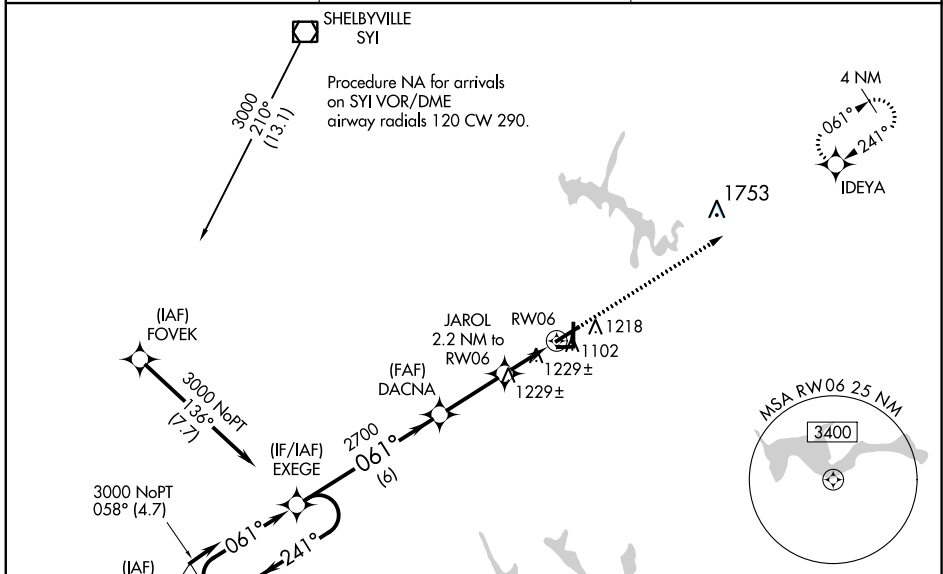 SHELBYVILLE
SYI
Procedure NA for arrivals
on SYI VOR/DME
airway radials 120 CW 290.
3000
210°
(13.1)
4 NM
061°
241°
IDEYA
1753
(IAF)
FOVEK
3000 NoPT
136°
(7.7)
JAROL
2.2 NM to
RW06
RW06
1218
1102
1229±
1229±
(FAF)
DACNA
2700
061°
(6)
(IF/IAF)
EXEGE
3000 NoPT
058° (4.7)
061°
241°
(IAF)
MSA RW06 25 NM
3400